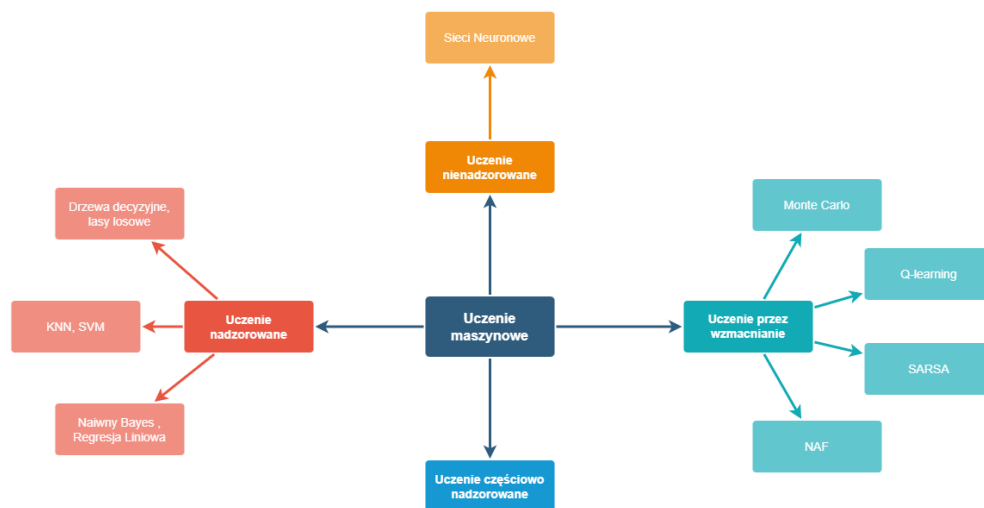 Sieci Neuronowe
Uczenie
nienadzorowane
Drzewa decyzyjne,
lasy losowe
Monte Carlo
Q-learning
KNN, SVM
Uczenie
nadzorowane
Uczenie
maszynowe
Uczenie przez
wzmacnianie
SARSA
Naiwny Bayes ,
Regresja Liniowa
NAF
Uczenie częściowo
nadzorowane